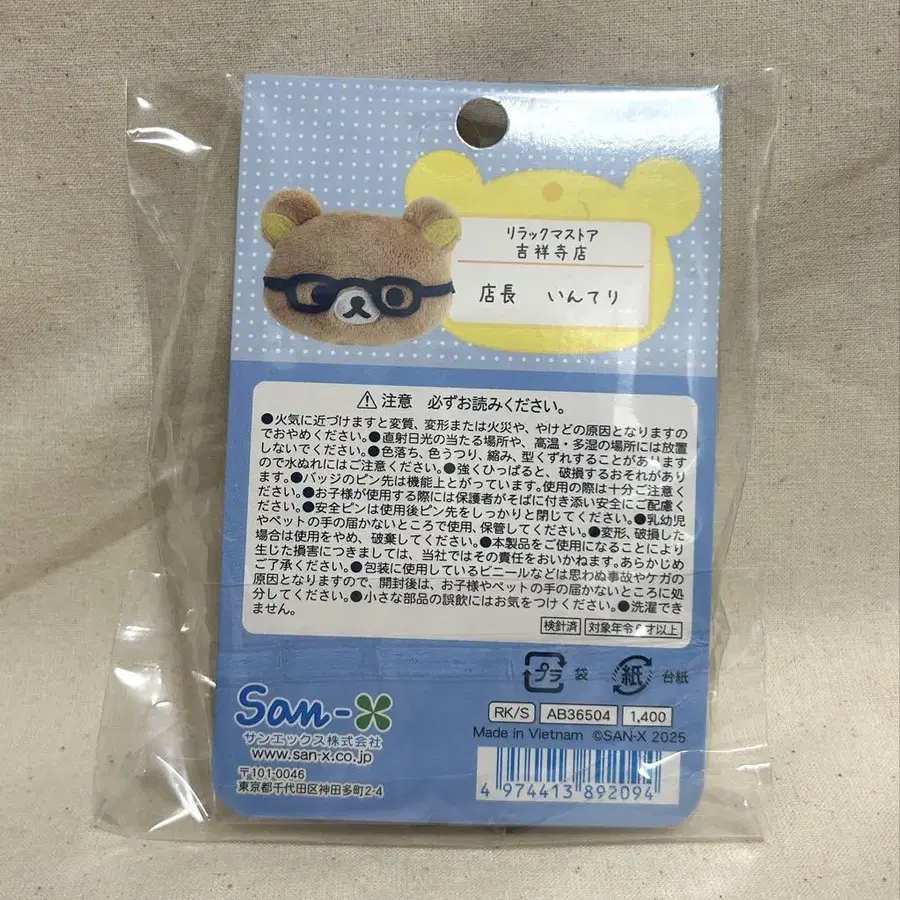 リラックマストア
吉祥寺店
店長 いんてり
⚠注意 必ずお読みください。
●火気に近づけますと変質、変形または火災や、やけどの原因となりますの
でおやめください。●直射日光の当たる場所や、高温・多湿の場所には放置
しないでください。●色落ち、色うつり、縮み、型くずれすることがあります
ので水ぬれにはご注意ください。●強くひっぱると、破損するおそれがありま
す。●バッジのピン先は機能上とがっています。使用の際は十分ご注意くだ
さい。●お子様が使用する際には保護者がそばに付き添い安全にご配慮くだ
さい。●安全ピンは使用後ピン先をしっかりと閉じてください。●乳幼児
やペットの手の届かないところで使用、保管してください。●変形、破損した
場合は使用をやめ、破棄してください。●本製品をご使用になることにより
生じた損害につきましては、当社ではその責任をおいかねます。あらかじめ
ご了承ください。●包装に使用しているビニールなどは思わぬ事故やケガの
原因となりますので、開封後は、お子様やペットの手の届かないところに処
分してください。●小さな部品の誤飲にはお気をつけください。●洗濯でき
ません。
検針済 対象年令6才以上
プラ 袋 紙 台紙
San-X
サンエックス株式会社
www.san-x.co.jp
〒101-0046
東京都千代田区神田多町2-4
RK/S AB36504 1,400
Made in Vietnam ©SAN-X 2025
4 974413 892094